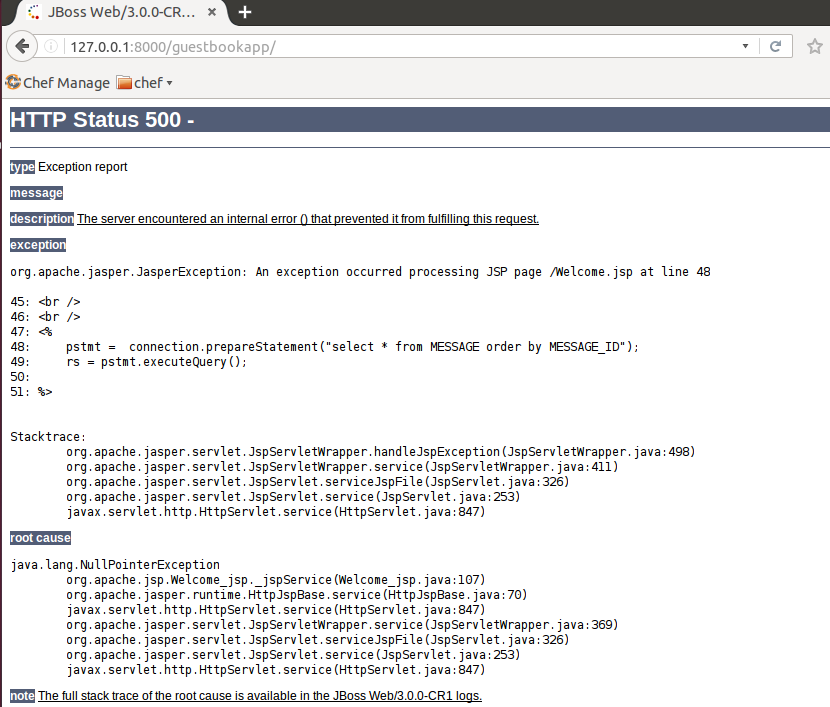 JBoss Web/3.0.0-CR1... × +
127.0.0.1:8000/guestbookapp/
Chef Manage chef
HTTP Status 500 -
type Exception report
message
description The server encountered an internal error () that prevented it from fulfilling this request.
exception
org.apache.jasper.JasperException: An exception occurred processing JSP page /Welcome.jsp at line 48
45: <br />
46: <br />
47: <%
48:     pstmt =  connection.prepareStatement("select * from MESSAGE order by MESSAGE_ID");
49:     rs = pstmt.executeQuery();
50:
51: %>
Stacktrace:
org.apache.jasper.servlet.JspServletWrapper.handleJspException(JspServletWrapper.java:498)
org.apache.jasper.servlet.JspServletWrapper.service(JspServletWrapper.java:411)
org.apache.jasper.servlet.JspServlet.serviceJspFile(JspServlet.java:326)
org.apache.jasper.servlet.JspServlet.service(JspServlet.java:253)
javax.servlet.http.HttpServlet.service(HttpServlet.java:847)
root cause
java.lang.NullPointerException
org.apache.jsp.Welcome_jsp._jspService(Welcome_jsp.java:107)
org.apache.jasper.runtime.HttpJspBase.service(HttpJspBase.java:70)
javax.servlet.http.HttpServlet.service(HttpServlet.java:847)
org.apache.jasper.servlet.JspServletWrapper.service(JspServletWrapper.java:369)
org.apache.jasper.servlet.JspServlet.serviceJspFile(JspServlet.java:326)
org.apache.jasper.servlet.JspServlet.service(JspServlet.java:253)
javax.servlet.http.HttpServlet.service(HttpServlet.java:847)
note The full stack trace of the root cause is available in the JBoss Web/3.0.0-CR1 logs.